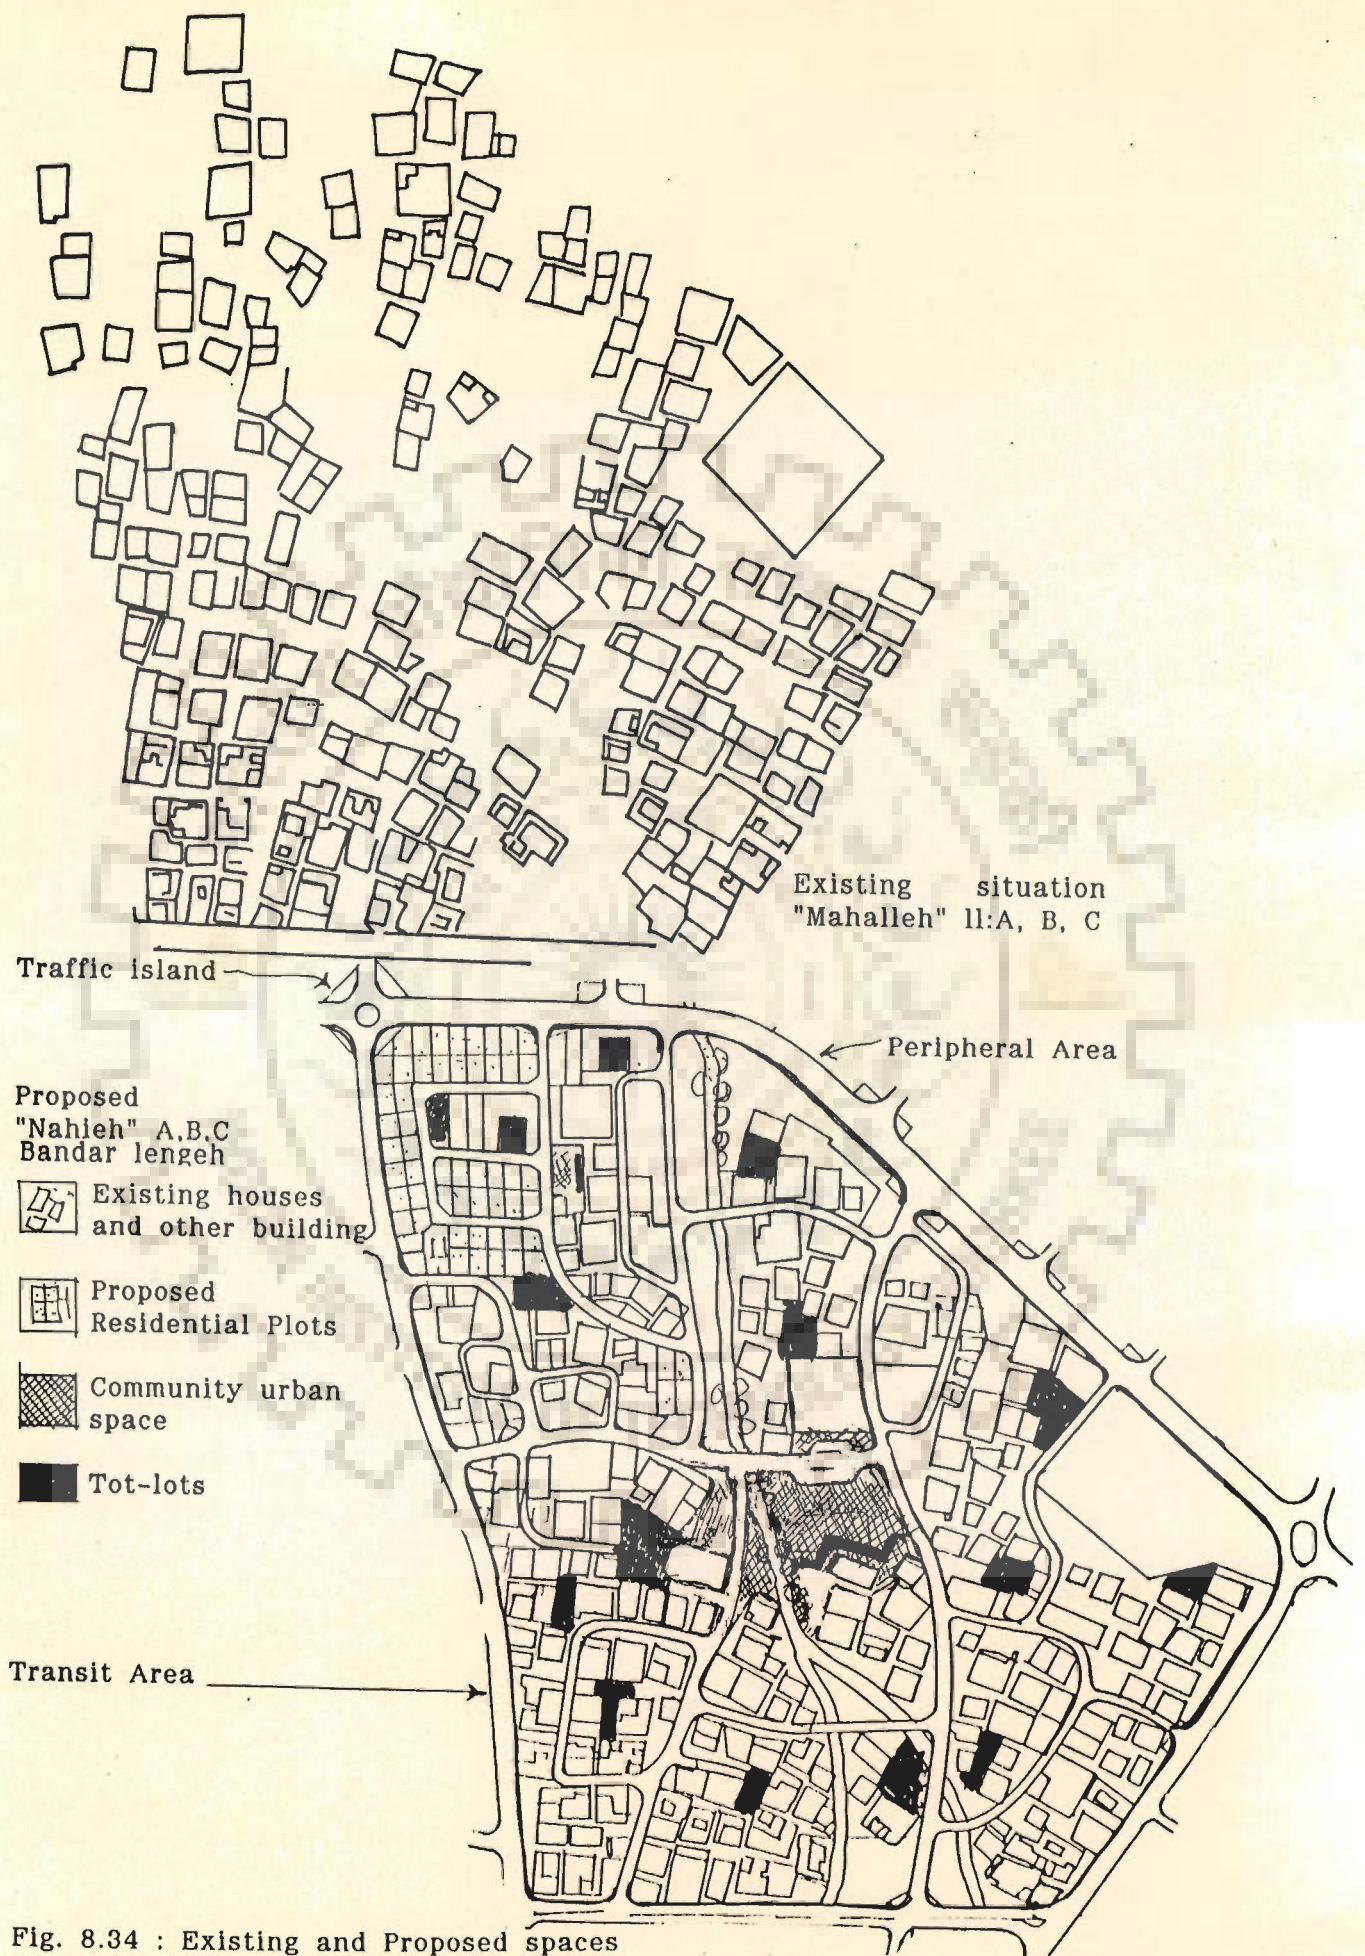 Existing situation
"Mahalleh" 11:A, B, C
Traffic island
Peripheral Area
Proposed
"Nahieh" A,B,C
Bandar lengeh
Existing houses
and other building
Proposed
Residential Plots
Community urban
space
Tot-lots
Transit Area
Fig. 8.34 : Existing and Proposed spaces